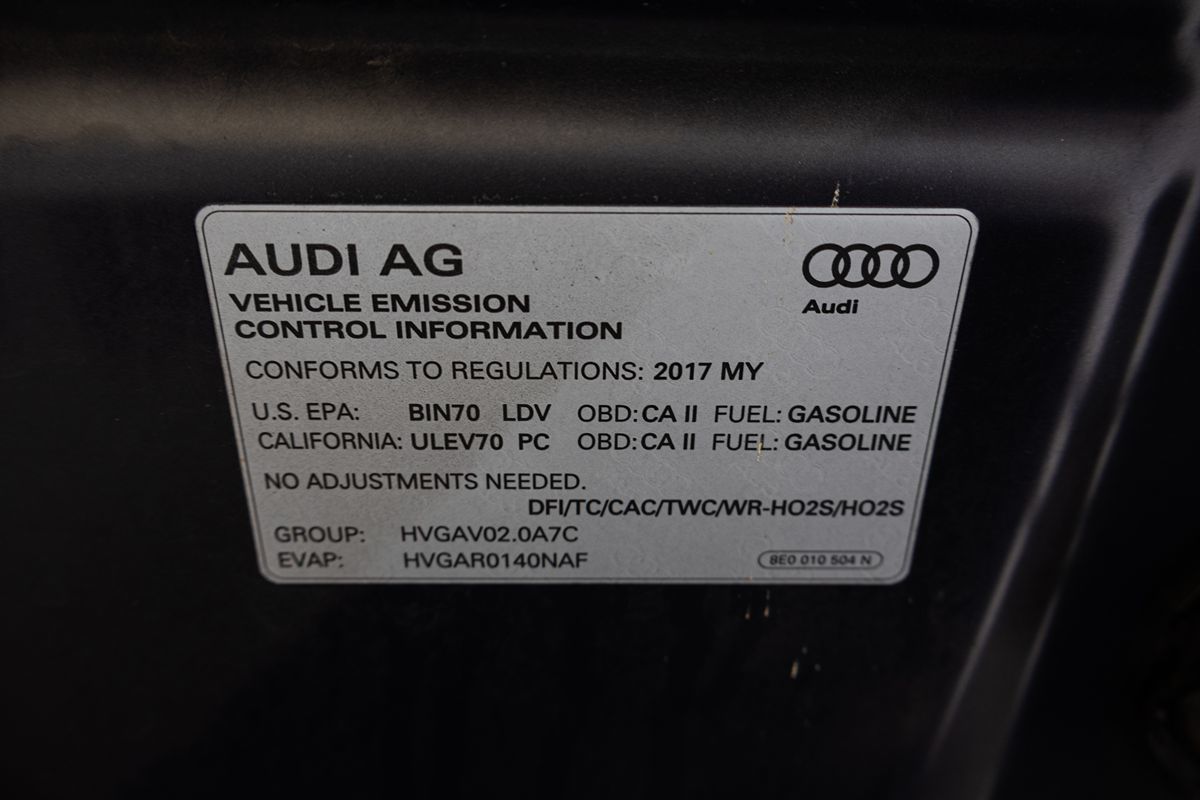 AUDI AG
Audi
VEHICLE EMISSION
CONTROL INFORMATION
CONFORMS TO REGULATIONS: 2017 MY
U.S. EPA: BIN70 LDV OBD: CA II FUEL: GASOLINE
CALIFORNIA: ULEV70 PC OBD: CA II FUEL: GASOLINE
NO ADJUSTMENTS NEEDED.
DFI/TC/CAC/TWC/WR-HO2S/HO2S
GROUP: HVGAV02.0A7C
EVAP: HVGAR0140NAF
8E0 010 504 N